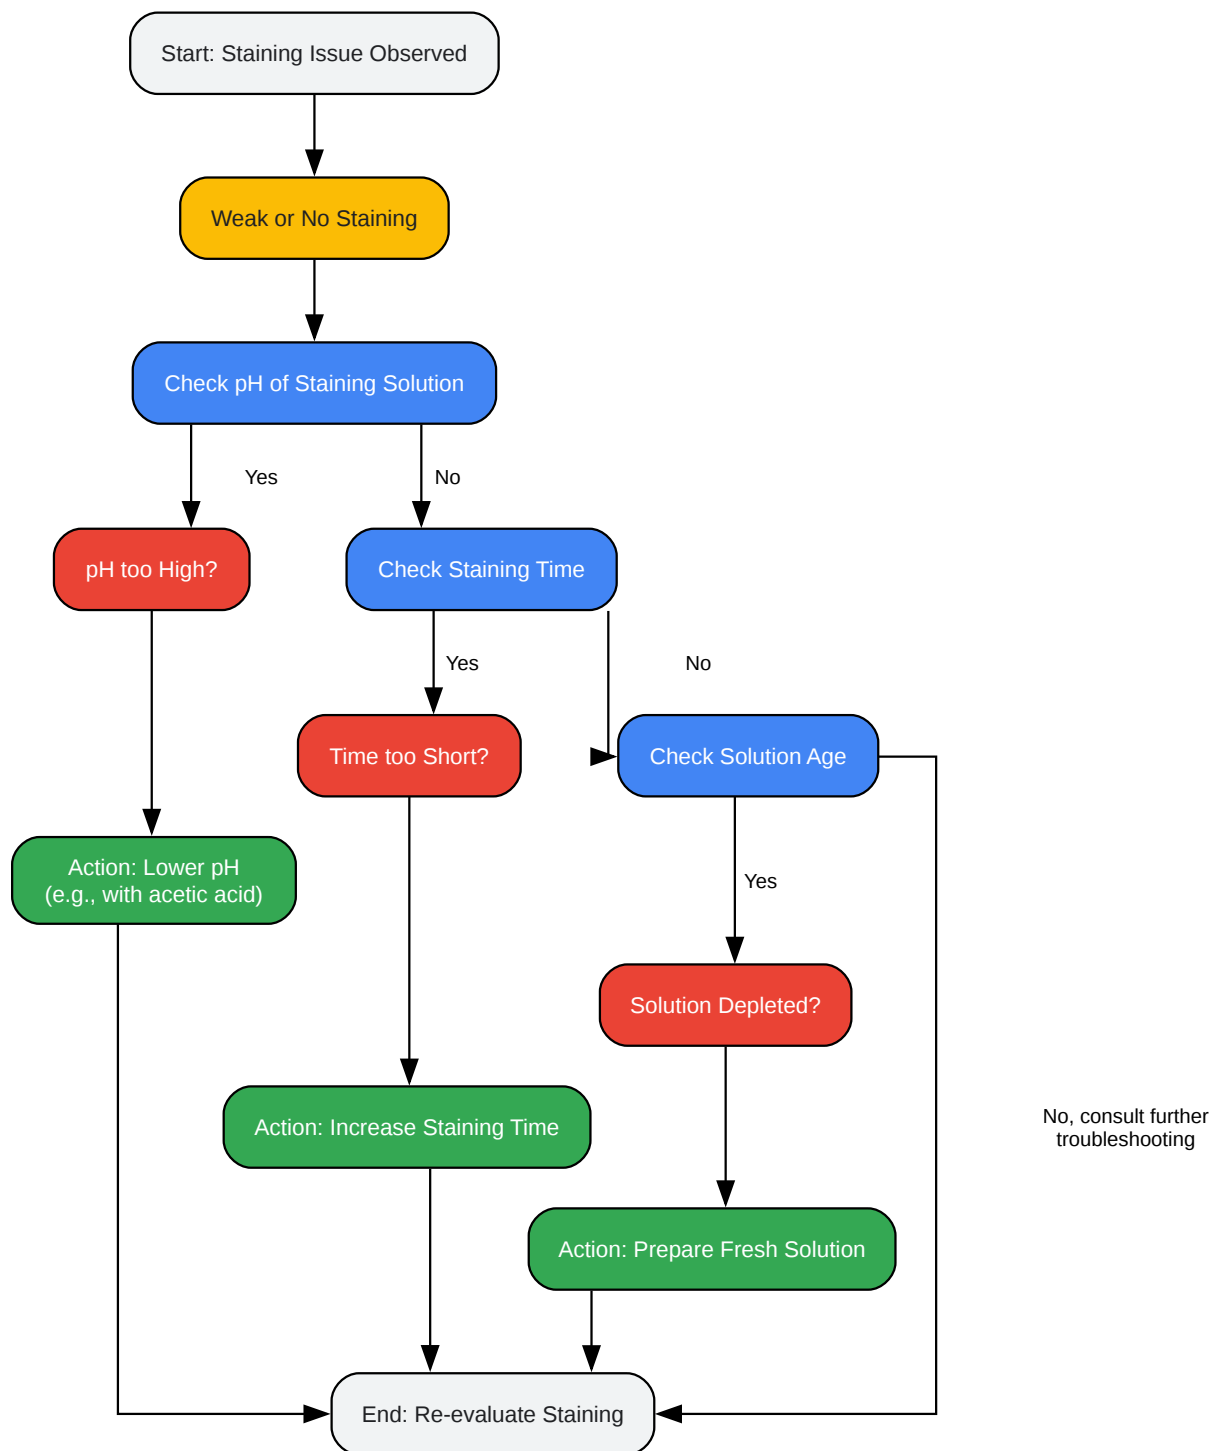 Start: Staining Issue Observed
Weak or No Staining
Check pH of Staining Solution
Yes
No
pH too High?
Check Staining Time
Yes
No
Time too Short?
Check Solution Age
Action: Lower pH
(e.g., with acetic acid)
Yes
Solution Depleted?
Action: Increase Staining Time
No, consult further
troubleshooting
Action: Prepare Fresh Solution
End: Re-evaluate Staining